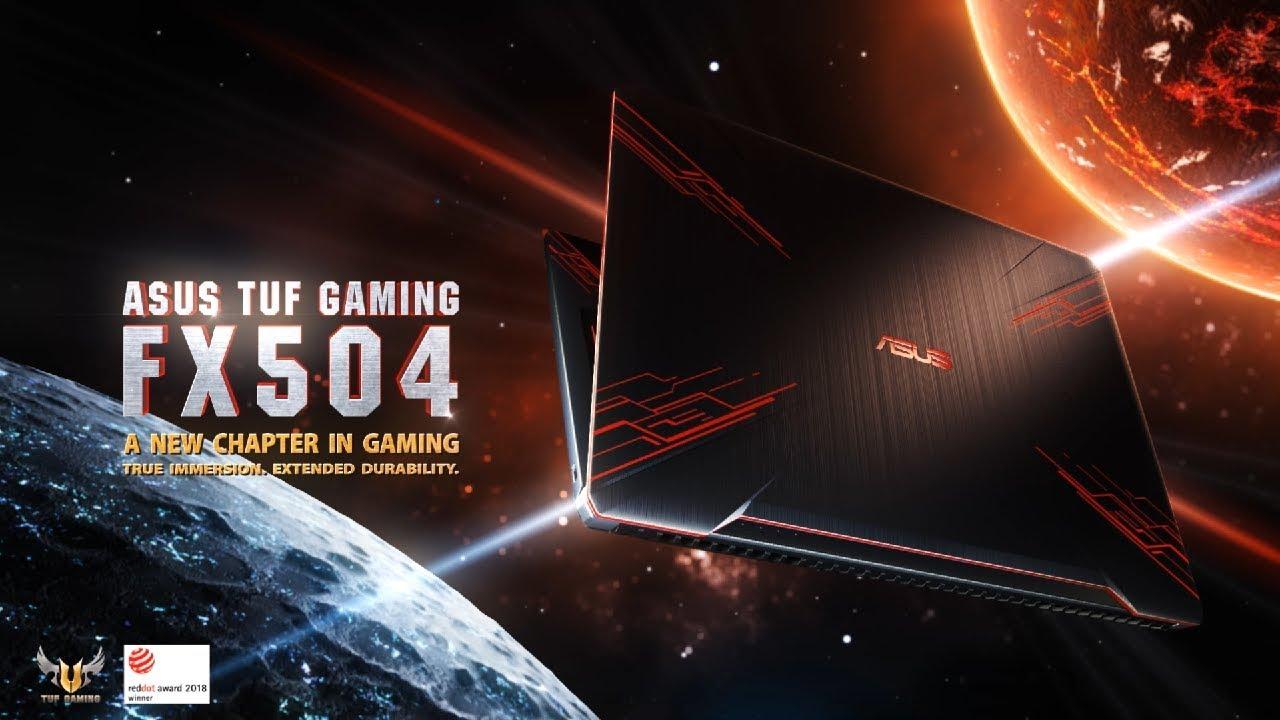 ASUS TUF GAMING
FX504
A NEW CHAPTER IN GAMING
TRUE IMMERSION. EXTENDED DURABILITY.
ASUS
TUF GAMING
reddot award 2018
winner